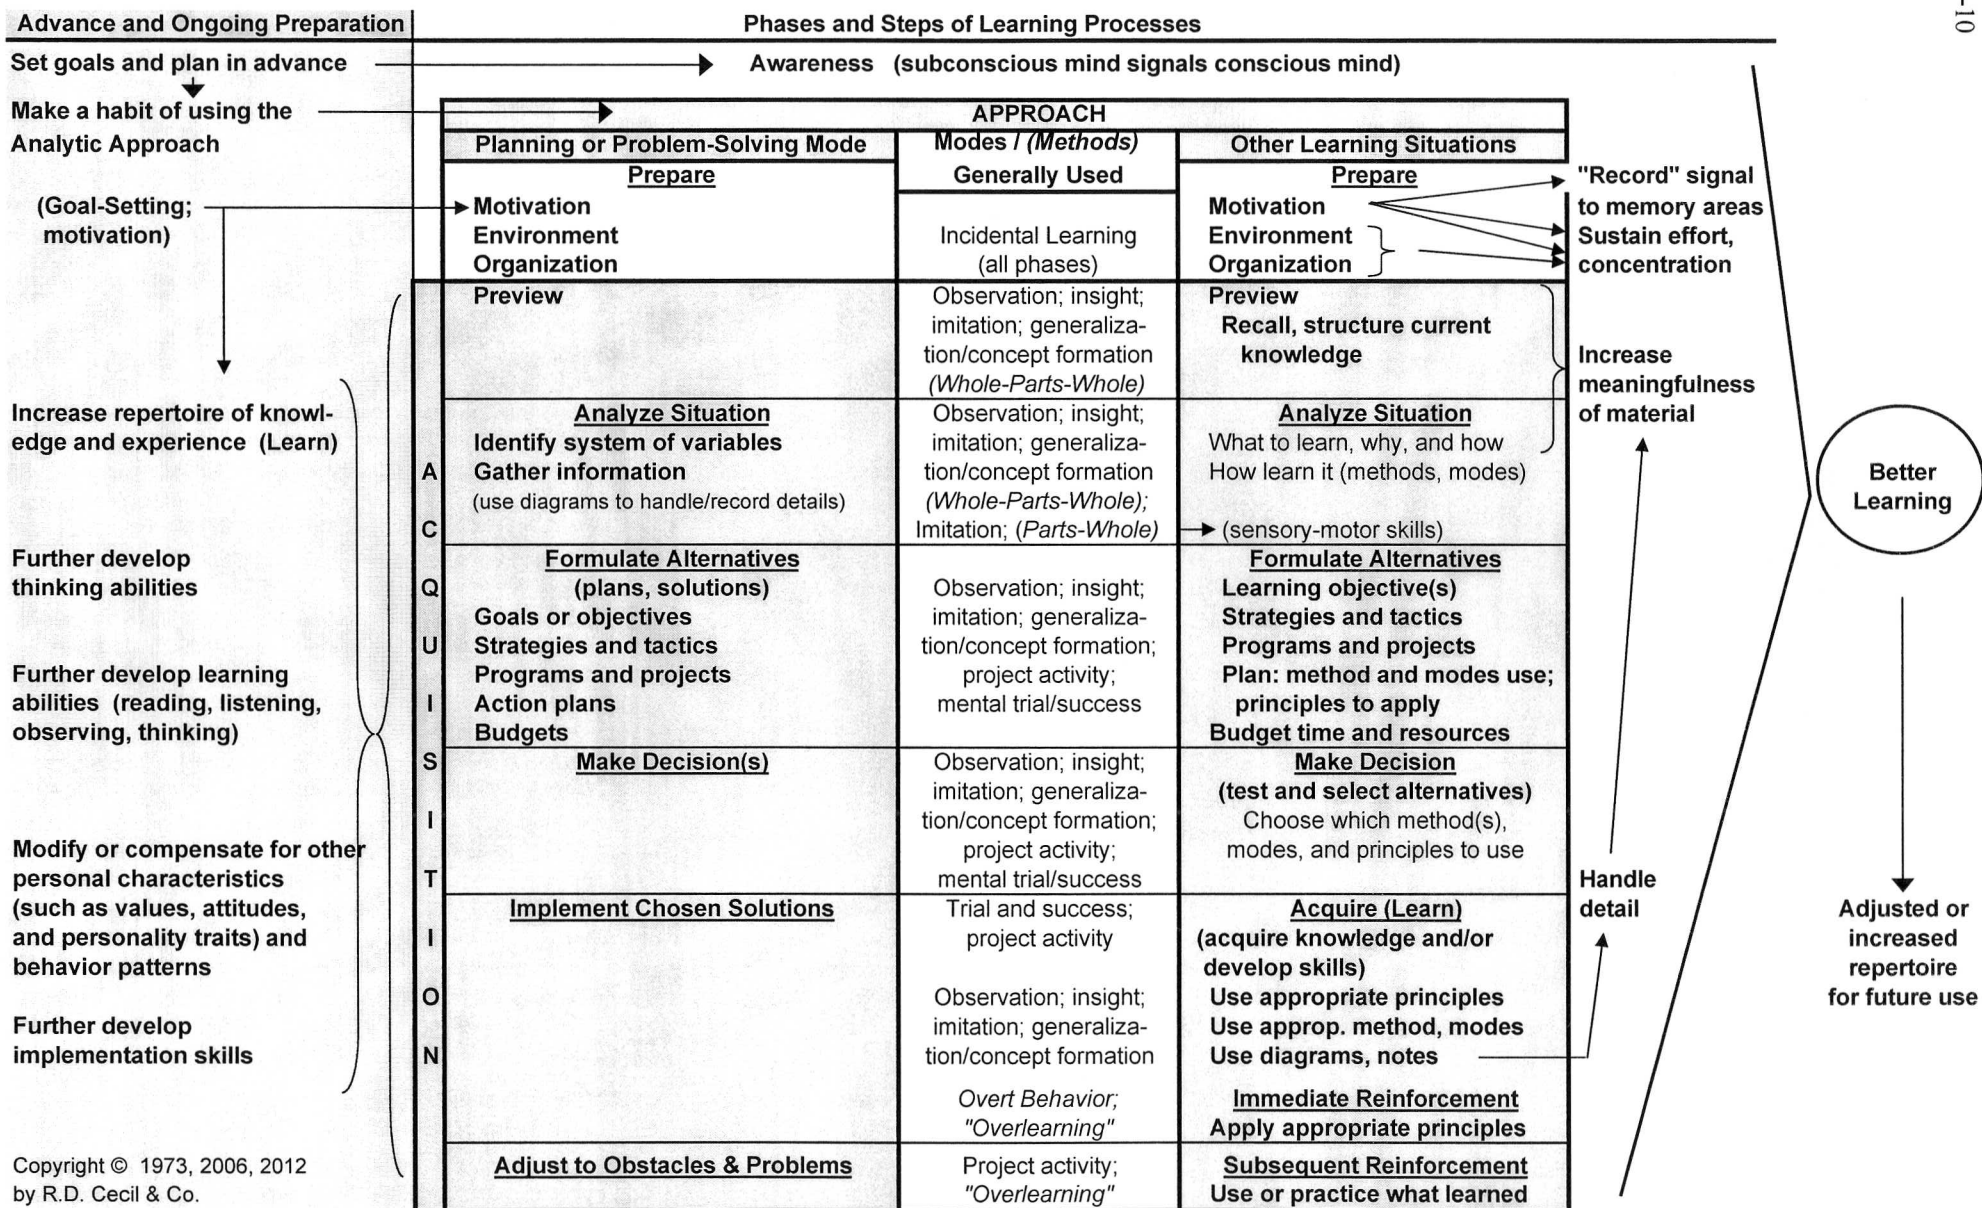 -10
Advance and Ongoing Preparation
Phases and Steps of Learning Processes
Set goals and plan in advance
Awareness (subconscious mind signals conscious mind)
Make a habit of using the
Analytic Approach
(Goal-Setting;
motivation)
Increase repertoire of knowl-
edge and experience (Learn)
Further develop
thinking abilities
Further develop learning
abilities (reading, listening,
observing, thinking)
Modify or compensate for other
personal characteristics
(such as values, attitudes,
and personality traits) and
behavior patterns
Further develop
implementation skills
Copyright © 1973, 2006, 2012
by R.D. Cecil & Co.
A
C
Q
U
I
S
I
T
I
O
N
APPROACH
Planning or Problem-Solving Mode
Prepare
Motivation
Environment
Organization
Preview
Analyze Situation
Identify system of variables
Gather information
(use diagrams to handle/record details)
Formulate Alternatives
(plans, solutions)
Goals or objectives
Strategies and tactics
Programs and projects
Action plans
Budgets
Make Decision(s)
Implement Chosen Solutions
Adjust to Obstacles & Problems
Modes / (Methods)
Generally Used
Incidental Learning
(all phases)
Observation; insight;
imitation; generaliza-
tion/concept formation
(Whole-Parts-Whole)
Observation; insight;
imitation; generaliza-
tion/concept formation
(Whole-Parts-Whole);
Imitation; (Parts-Whole)
Observation; insight;
imitation; generaliza-
tion/concept formation;
project activity;
mental trial/success
Observation; insight;
imitation; generaliza-
tion/concept formation;
project activity;
mental trial/success
Trial and success;
project activity
Observation; insight;
imitation; generaliza-
tion/concept formation
Overt Behavior;
"Overlearning"
Project activity;
"Overlearning"
Other Learning Situations
Prepare
Motivation
Environment
Organization
Preview
Recall, structure current
knowledge
Analyze Situation
What to learn, why, and how
How learn it (methods, modes)
(sensory-motor skills)
Formulate Alternatives
Learning objective(s)
Strategies and tactics
Programs and projects
Plan: method and modes use;
principles to apply
Budget time and resources
Make Decision
(test and select alternatives)
Choose which method(s),
modes, and principles to use
Acquire (Learn)
(acquire knowledge and/or
develop skills)
Use appropriate principles
Use approp. method, modes
Use diagrams, notes
Immediate Reinforcement
Apply appropriate principles
Subsequent Reinforcement
Use or practice what learned
"Record" signal
to memory areas
Sustain effort,
concentration
Increase
meaningfulness
of material
Handle
detail
Better
Learning
Adjusted or
increased
repertoire
for future use